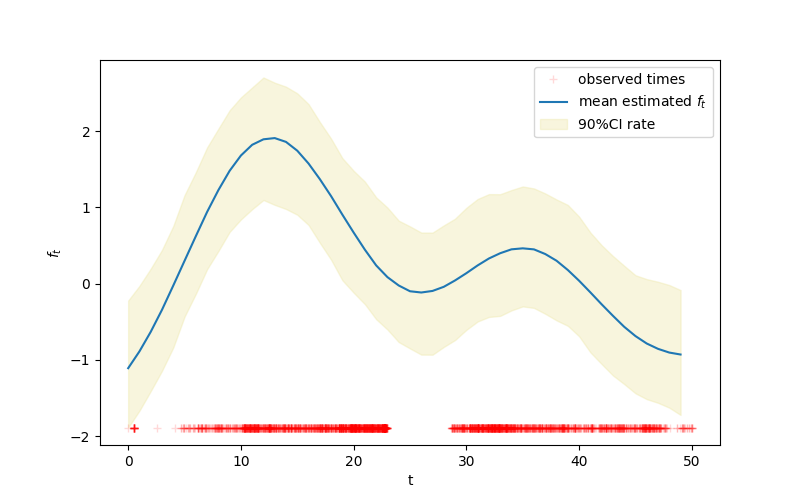 observed times
mean estimated f_t
90%CI rate
f_t
2
1
0
−1
−2
0 10 20 30 40 50
t